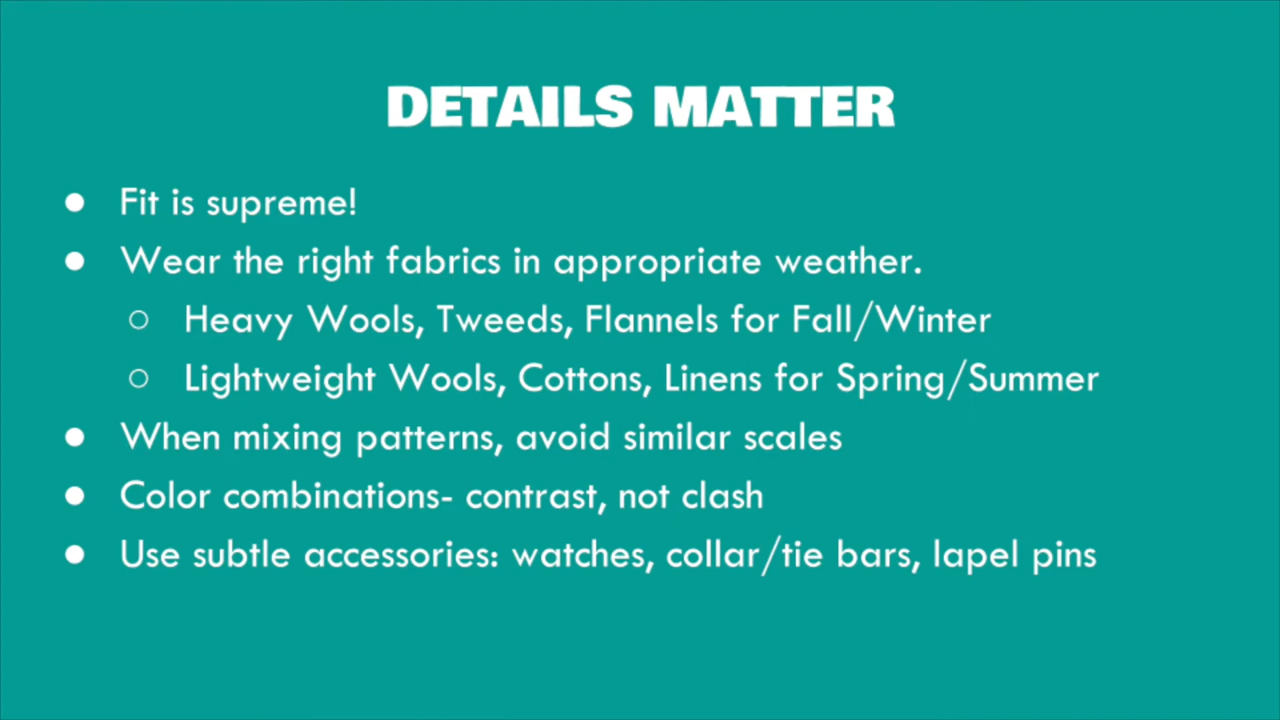 DETAILS MATTER
● Fit is supreme!
● Wear the right fabrics in appropriate weather.
○ Heavy Wools, Tweeds, Flannels for Fall/Winter
○ Lightweight Wools, Cottons, Linens for Spring/Summer
● When mixing patterns, avoid similar scales
● Color combinations- contrast, not clash
● Use subtle accessories: watches, collar/tie bars, lapel pins